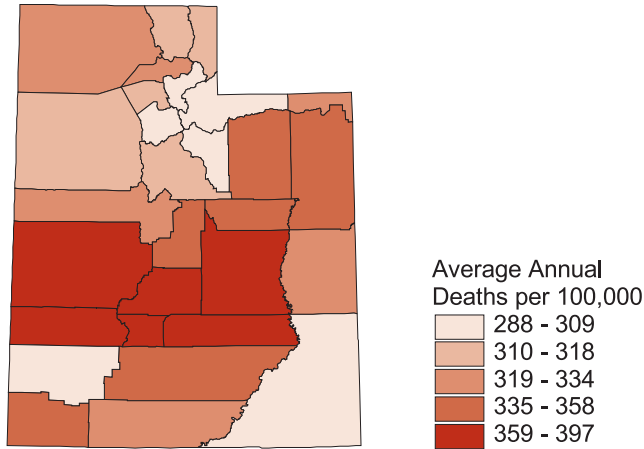 Average Annual
Deaths per 100,000
288 - 309
310 - 318
319 - 334
335 - 358
359 - 397